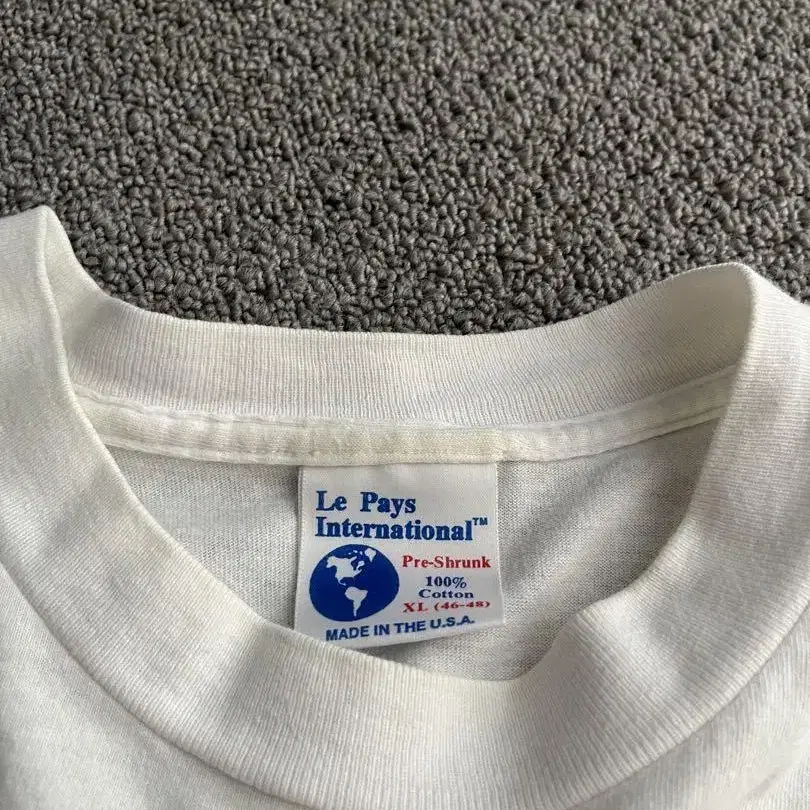 Le Pays
International™
Pre-Shrunk
100%
Cotton
XL (46-48)
MADE IN THE U.S.A.